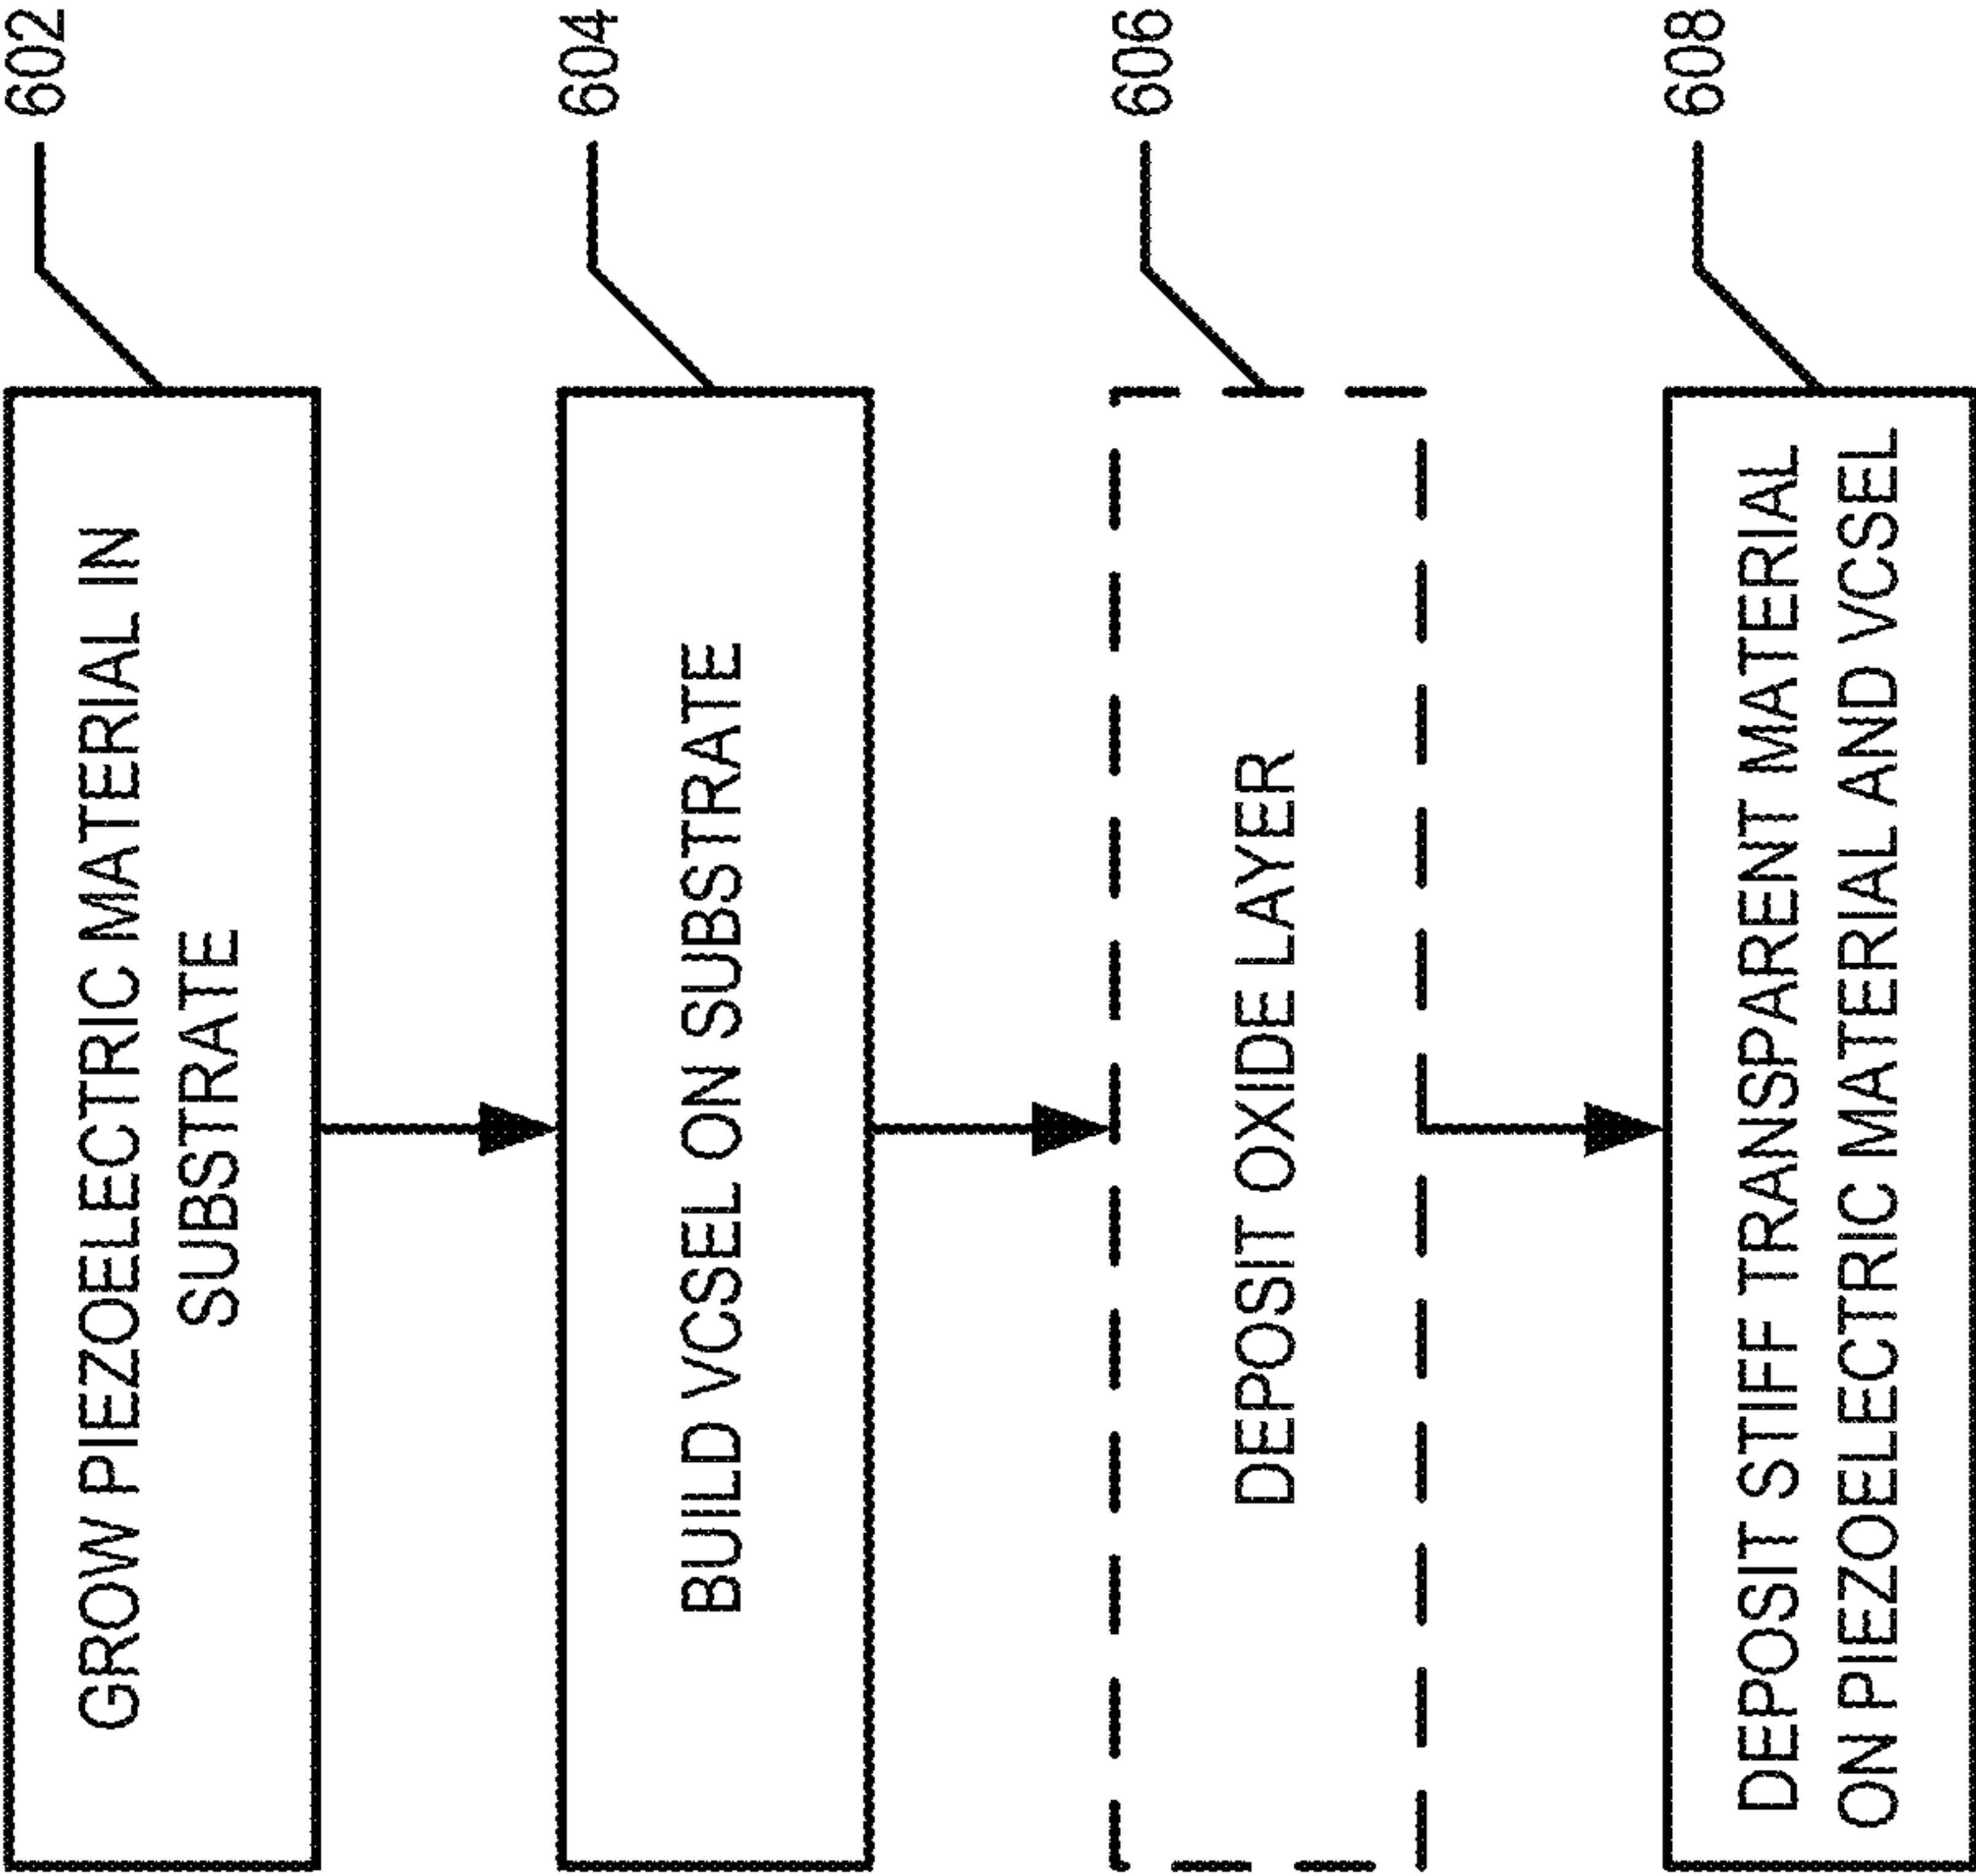 GROW PIEZOELECTRIC MATERIAL IN
SUBSTRATE
602
BUILD VCSEL ON SUBSTRATE
604
DEPOSIT OXIDE LAYER
606
DEPOSIT STIFF TRANSPARENT MATERIAL
ON PIEZOELECTRIC MATERIAL AND VCSEL
608